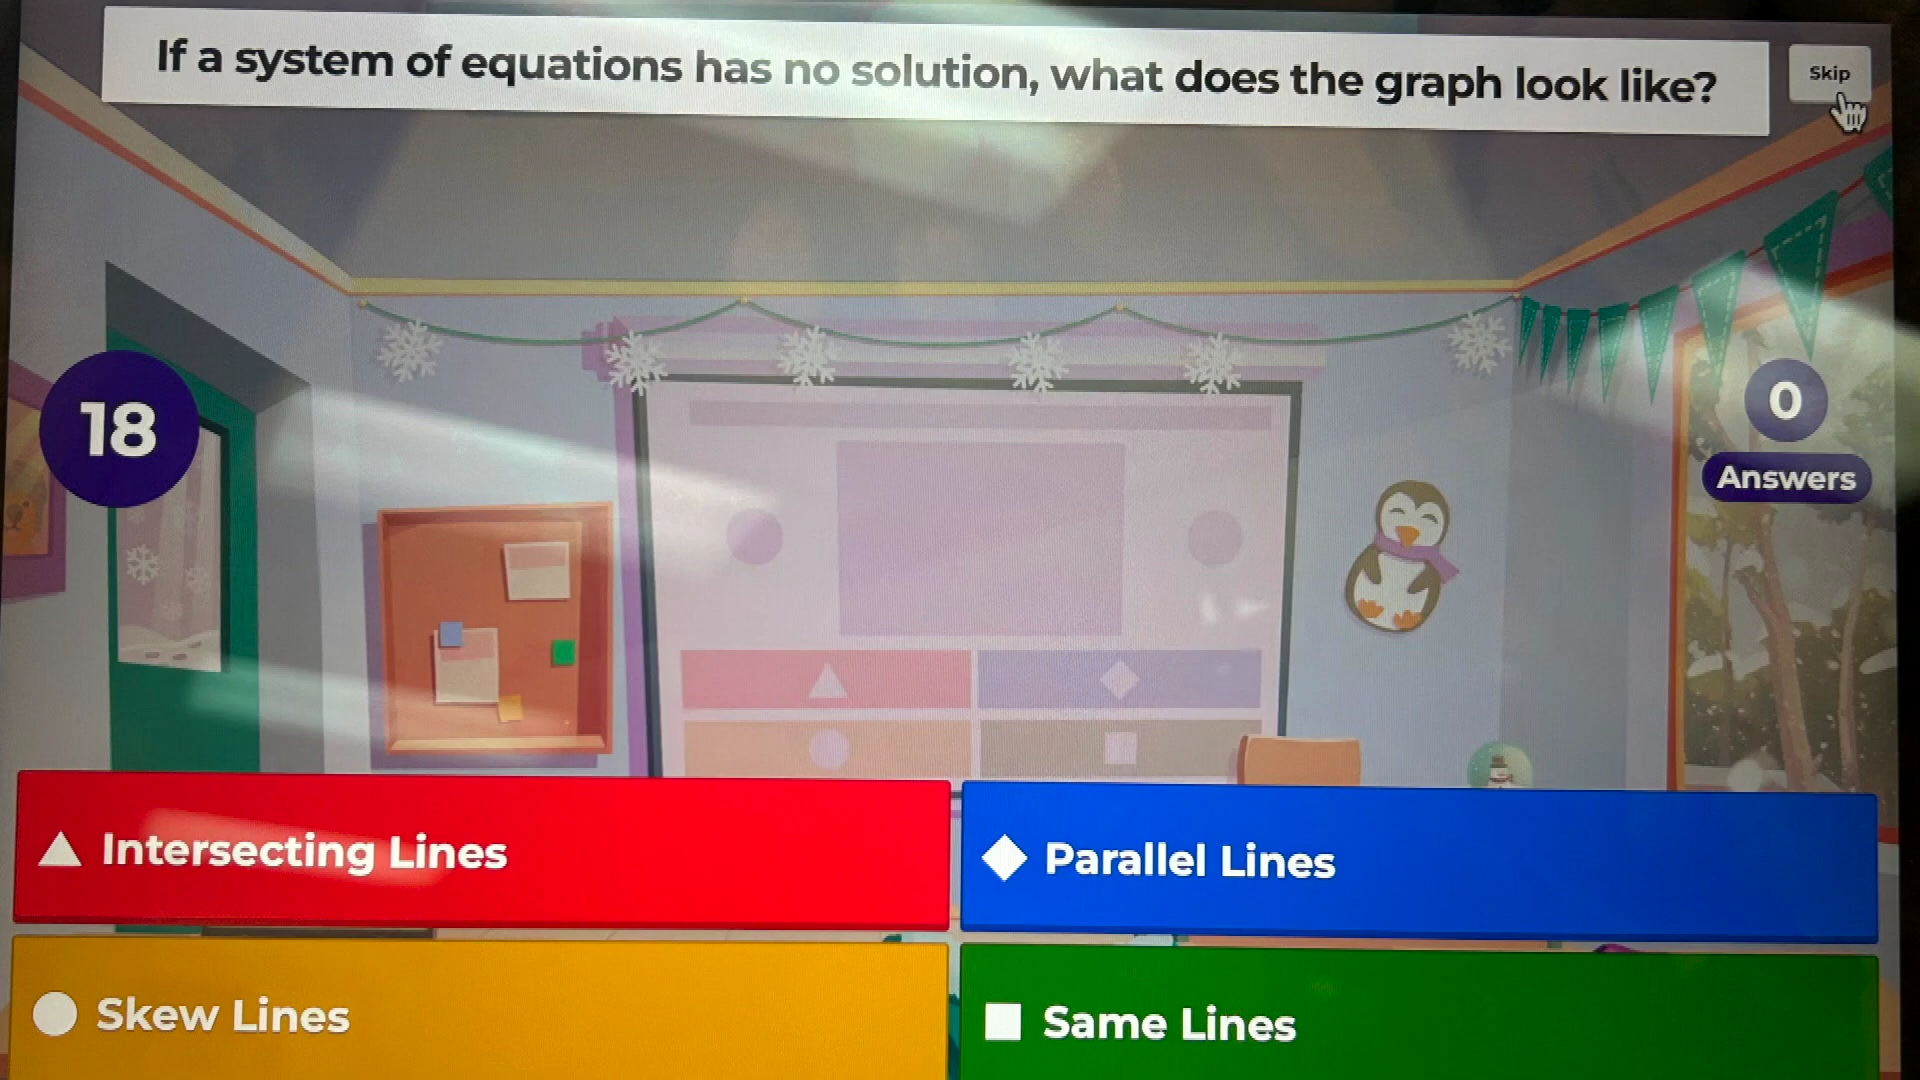 If a system of equations has no solution, what does the graph look like?
Skip
18
0
Answers
Intersecting Lines
Parallel Lines
Skew Lines
Same Lines